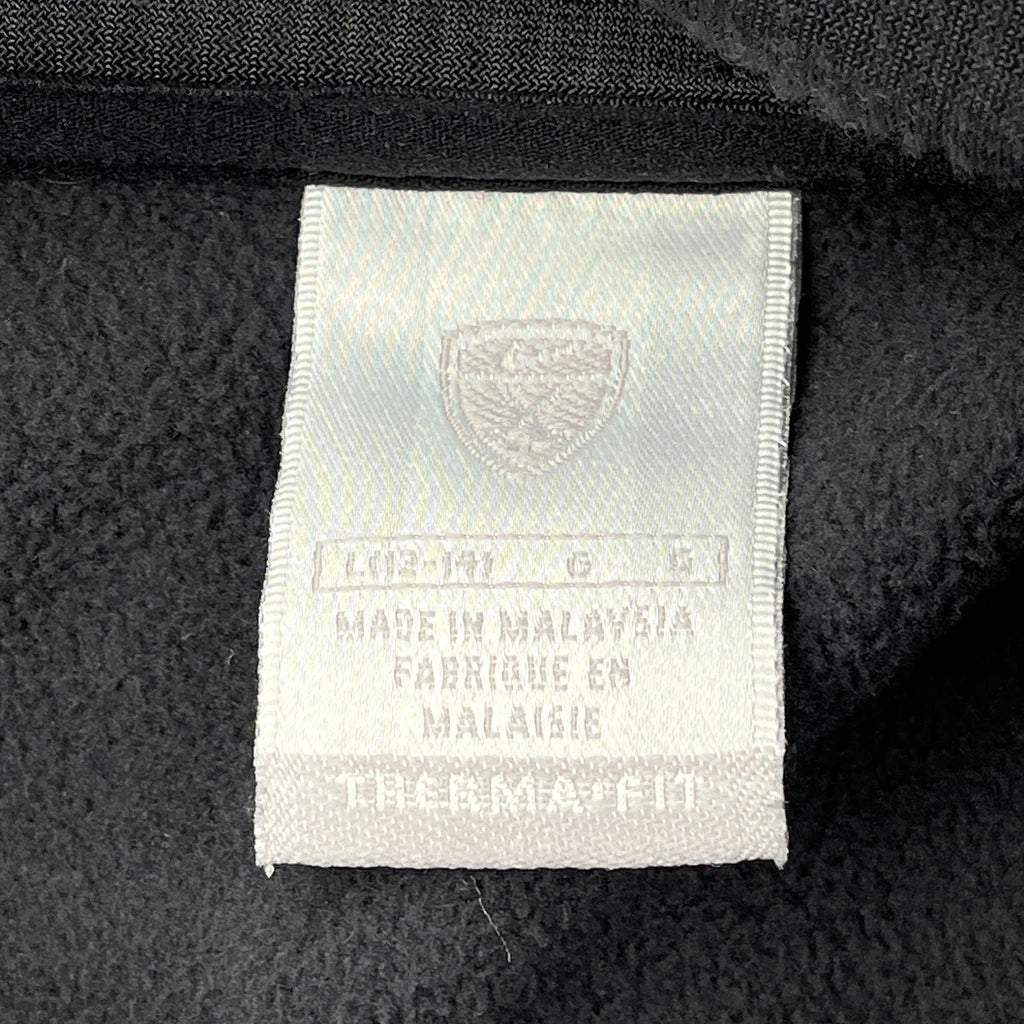 G G
MADE IN MALAYSIA
FABRIQUE EN
MALAISIE
THERMA•FIT